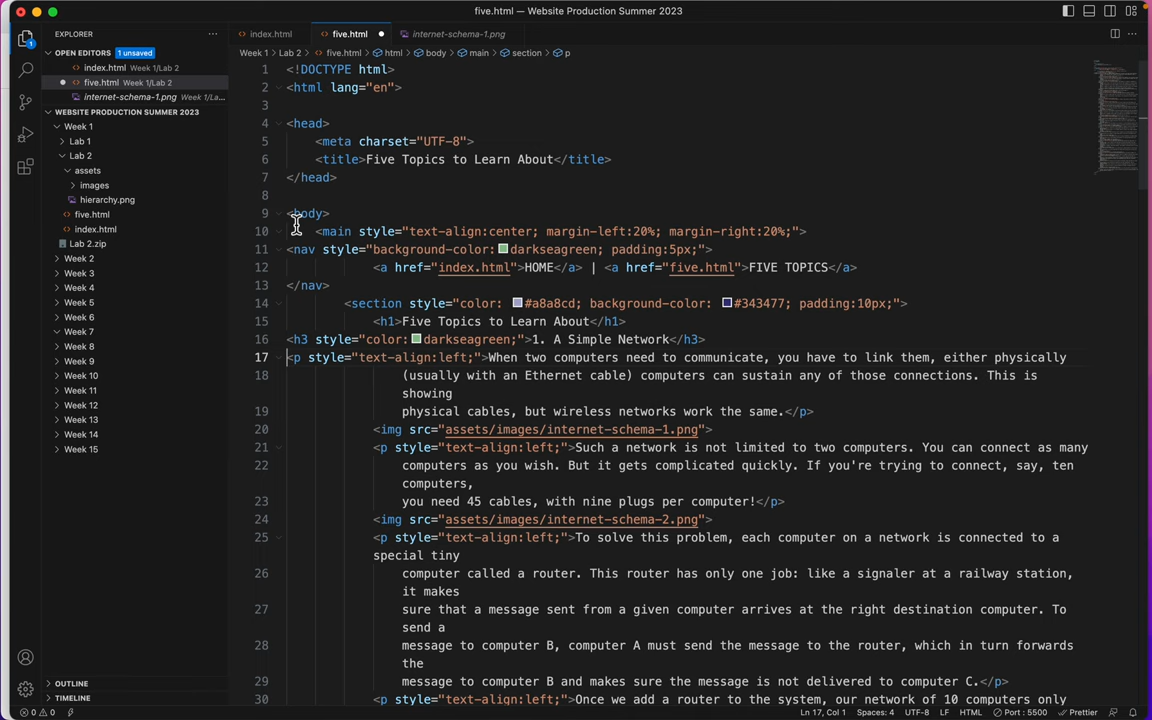 five.html — Website Production Summer 2023
EXPLORER
index.html
five.html
internet-schema-1.png
OPEN EDITORS 1 unsaved
index.html Week 1/Lab 2
five.html Week 1/Lab 2
internet-schema-1.png Week 1/La...
WEBSITE PRODUCTION SUMMER 2023
Week 1
Lab 1
Lab 2
assets
images
hierarchy.png
five.html
index.html
Lab 2.zip
Week 2
Week 3
Week 4
Week 5
Week 6
Week 7
Week 8
Week 9
Week 10
Week 11
Week 12
Week 13
Week 14
Week 15
OUTLINE
TIMELINE
Week 1 > Lab 2 > five.html > html > body > main > section > p
1 <!DOCTYPE html>
2 <html lang="en">
3
4 <head>
5 <meta charset="UTF-8">
6 <title>Five Topics to Learn About</title>
7 </head>
8
9 <body>
10 <main style="text-align:center; margin-left:20%; margin-right:20%;">
11 <nav style="background-color:darkseagreen; padding:5px;">
12 <a href="index.html">HOME</a> | <a href="five.html">FIVE TOPICS</a>
13 </nav>
14 <section style="color: #a8a8cd; background-color: #343477; padding:10px;">
15 <h1>Five Topics to Learn About</h1>
16 <h3 style="color:darkseagreen;">1. A Simple Network</h3>
17 <p style="text-align:left;">When two computers need to communicate, you have to link them, either physically
18 (usually with an Ethernet cable) computers can sustain any of those connections. This is
showing
19 physical cables, but wireless networks work the same.</p>
20 <img src="assets/images/internet-schema-1.png">
21 <p style="text-align:left;">Such a network is not limited to two computers. You can connect as many
22 computers as you wish. But it gets complicated quickly. If you're trying to connect, say, ten
computers,
23 you need 45 cables, with nine plugs per computer!</p>
24 <img src="assets/images/internet-schema-2.png">
25 <p style="text-align:left;">To solve this problem, each computer on a network is connected to a
special tiny
26 computer called a router. This router has only one job: like a signaler at a railway station,
it makes
27 sure that a message sent from a given computer arrives at the right destination computer. To
send a
28 message to computer B, computer A must send the message to the router, which in turn forwards
the
29 message to computer B and makes sure the message is not delivered to computer C.</p>
30 <p style="text-align:left;">Once we add a router to the system, our network of 10 computers only
0 0 Ln 17, Col 1 Spaces: 4 UTF-8 LF HTML Port : 5500 Prettier